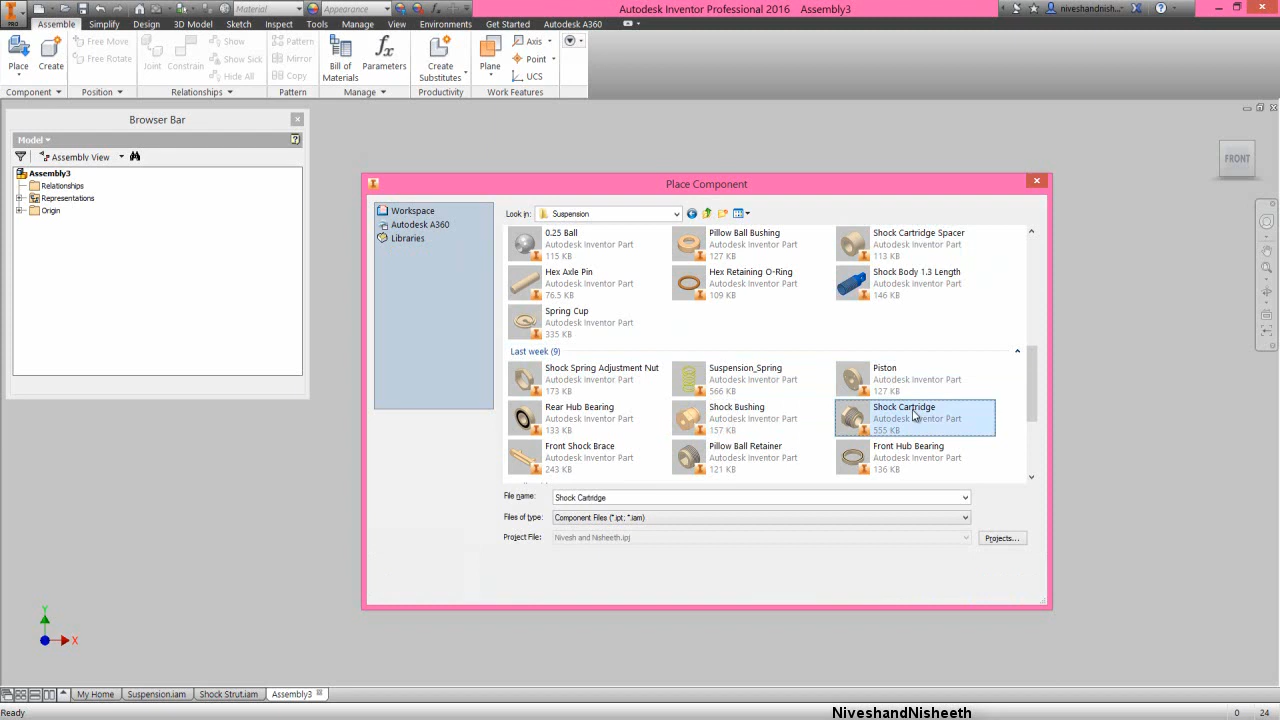 Material
Appearance
Autodesk Inventor Professional 2016 Assembly3
niveshandnish...
PRO
Assemble Simplify Design 3D Model Sketch Inspect Tools Manage View Environments Get Started Autodesk A360
Place
Create
Free Move
Free Rotate
Joint
Constrain
Show
Show Sick
Hide All
Pattern
Mirror
Copy
Bill of
Materials
Parameters
Create
Substitutes
Plane
Axis
Point
UCS
Component Position Relationships Pattern Manage Productivity Work Features
Browser Bar
Model
Assembly View
Assembly3
Relationships
Representations
Origin
FRONT
Place Component
Workspace
Autodesk A360
Libraries
Look in: Suspension
0.25 Ball
Autodesk Inventor Part
115 KB
Pillow Ball Bushing
Autodesk Inventor Part
127 KB
Shock Cartridge Spacer
Autodesk Inventor Part
113 KB
Hex Axle Pin
Autodesk Inventor Part
76.5 KB
Hex Retaining O-Ring
Autodesk Inventor Part
109 KB
Shock Body 1.3 Length
Autodesk Inventor Part
146 KB
Spring Cup
Autodesk Inventor Part
335 KB
Last week (9)
Shock Spring Adjustment Nut
Autodesk Inventor Part
173 KB
Suspension_Spring
Autodesk Inventor Part
566 KB
Piston
Autodesk Inventor Part
127 KB
Rear Hub Bearing
Autodesk Inventor Part
133 KB
Shock Bushing
Autodesk Inventor Part
157 KB
Shock Cartridge
Autodesk Inventor Part
555 KB
Front Shock Brace
Autodesk Inventor Part
243 KB
Pillow Ball Retainer
Autodesk Inventor Part
121 KB
Front Hub Bearing
Autodesk Inventor Part
136 KB
File name: Shock Cartridge
Files of type: Component Files (*.ipt; *.iam)
Project File: Nivesh and Nisheeth.ipj
Projects...
Y
X
My Home Suspension.iam Shock Strut.iam Assembly3
Ready
NiveshandNisheeth
0 24